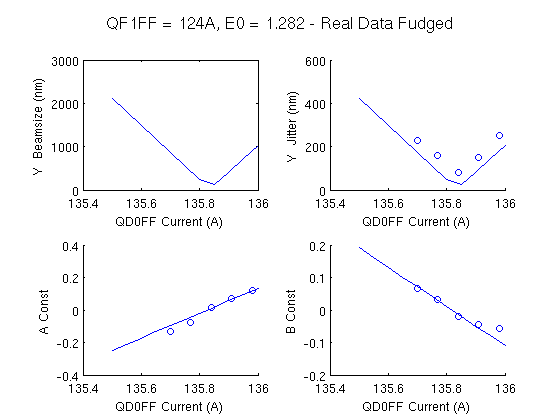 QF1FF = 124A, E0 = 1.282 - Real Data Fudged
3000
2000
1000
0
Y Beamsize (nm)
135.4 135.6 135.8 136
QD0FF Current (A)
600
400
200
0
Y Jitter (nm)
135.4 135.6 135.8 136
QD0FF Current (A)
0.4
0.2
0
-0.2
-0.4
A Const
135.4 135.6 135.8 136
QD0FF Current (A)
0.2
0.1
0
-0.1
-0.2
B Const
135.4 135.6 135.8 136
QD0FF Current (A)